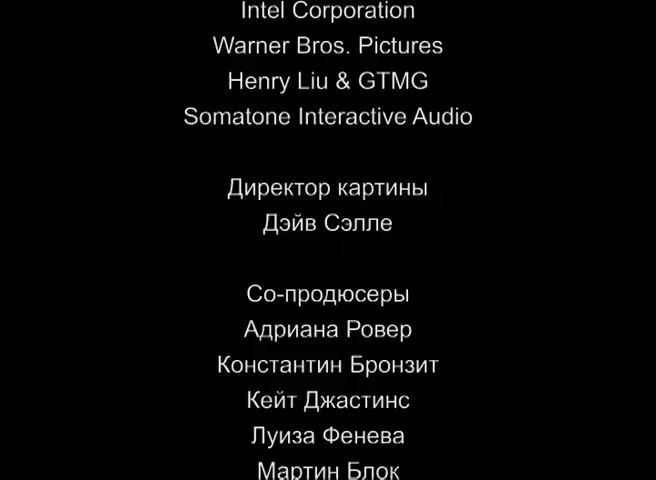 Intel Corporation
Warner Bros. Pictures
Henry Liu & GTMG
Somatone Interactive Audio
Директор картины
Дэйв Сэлле
Со-продюсеры
Адриана Ровер
Константин Бронзит
Кейт Джастинс
Луиза Фенева
Мартин Блок